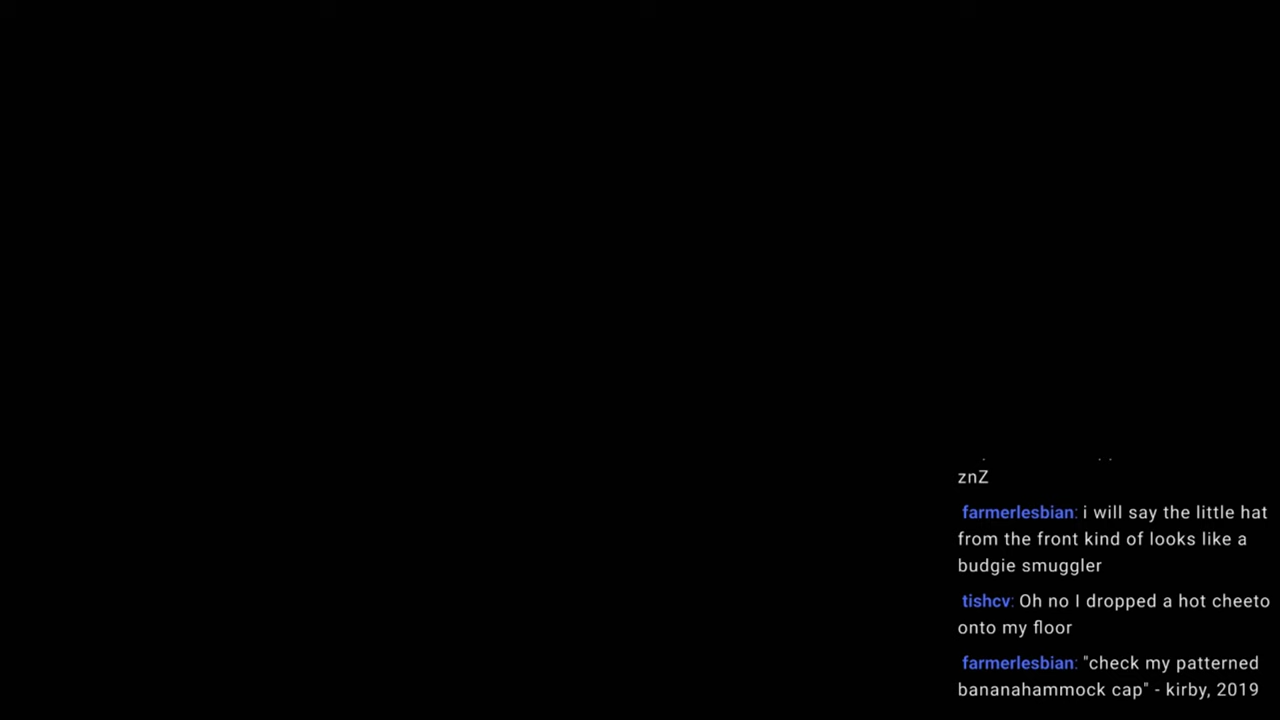 znZ
farmerlesbian: i will say the little hat
from the front kind of looks like a
budgie smuggler
tishcv: Oh no I dropped a hot cheeto
onto my floor
farmerlesbian: "check my patterned
bananahammock cap" - kirby, 2019